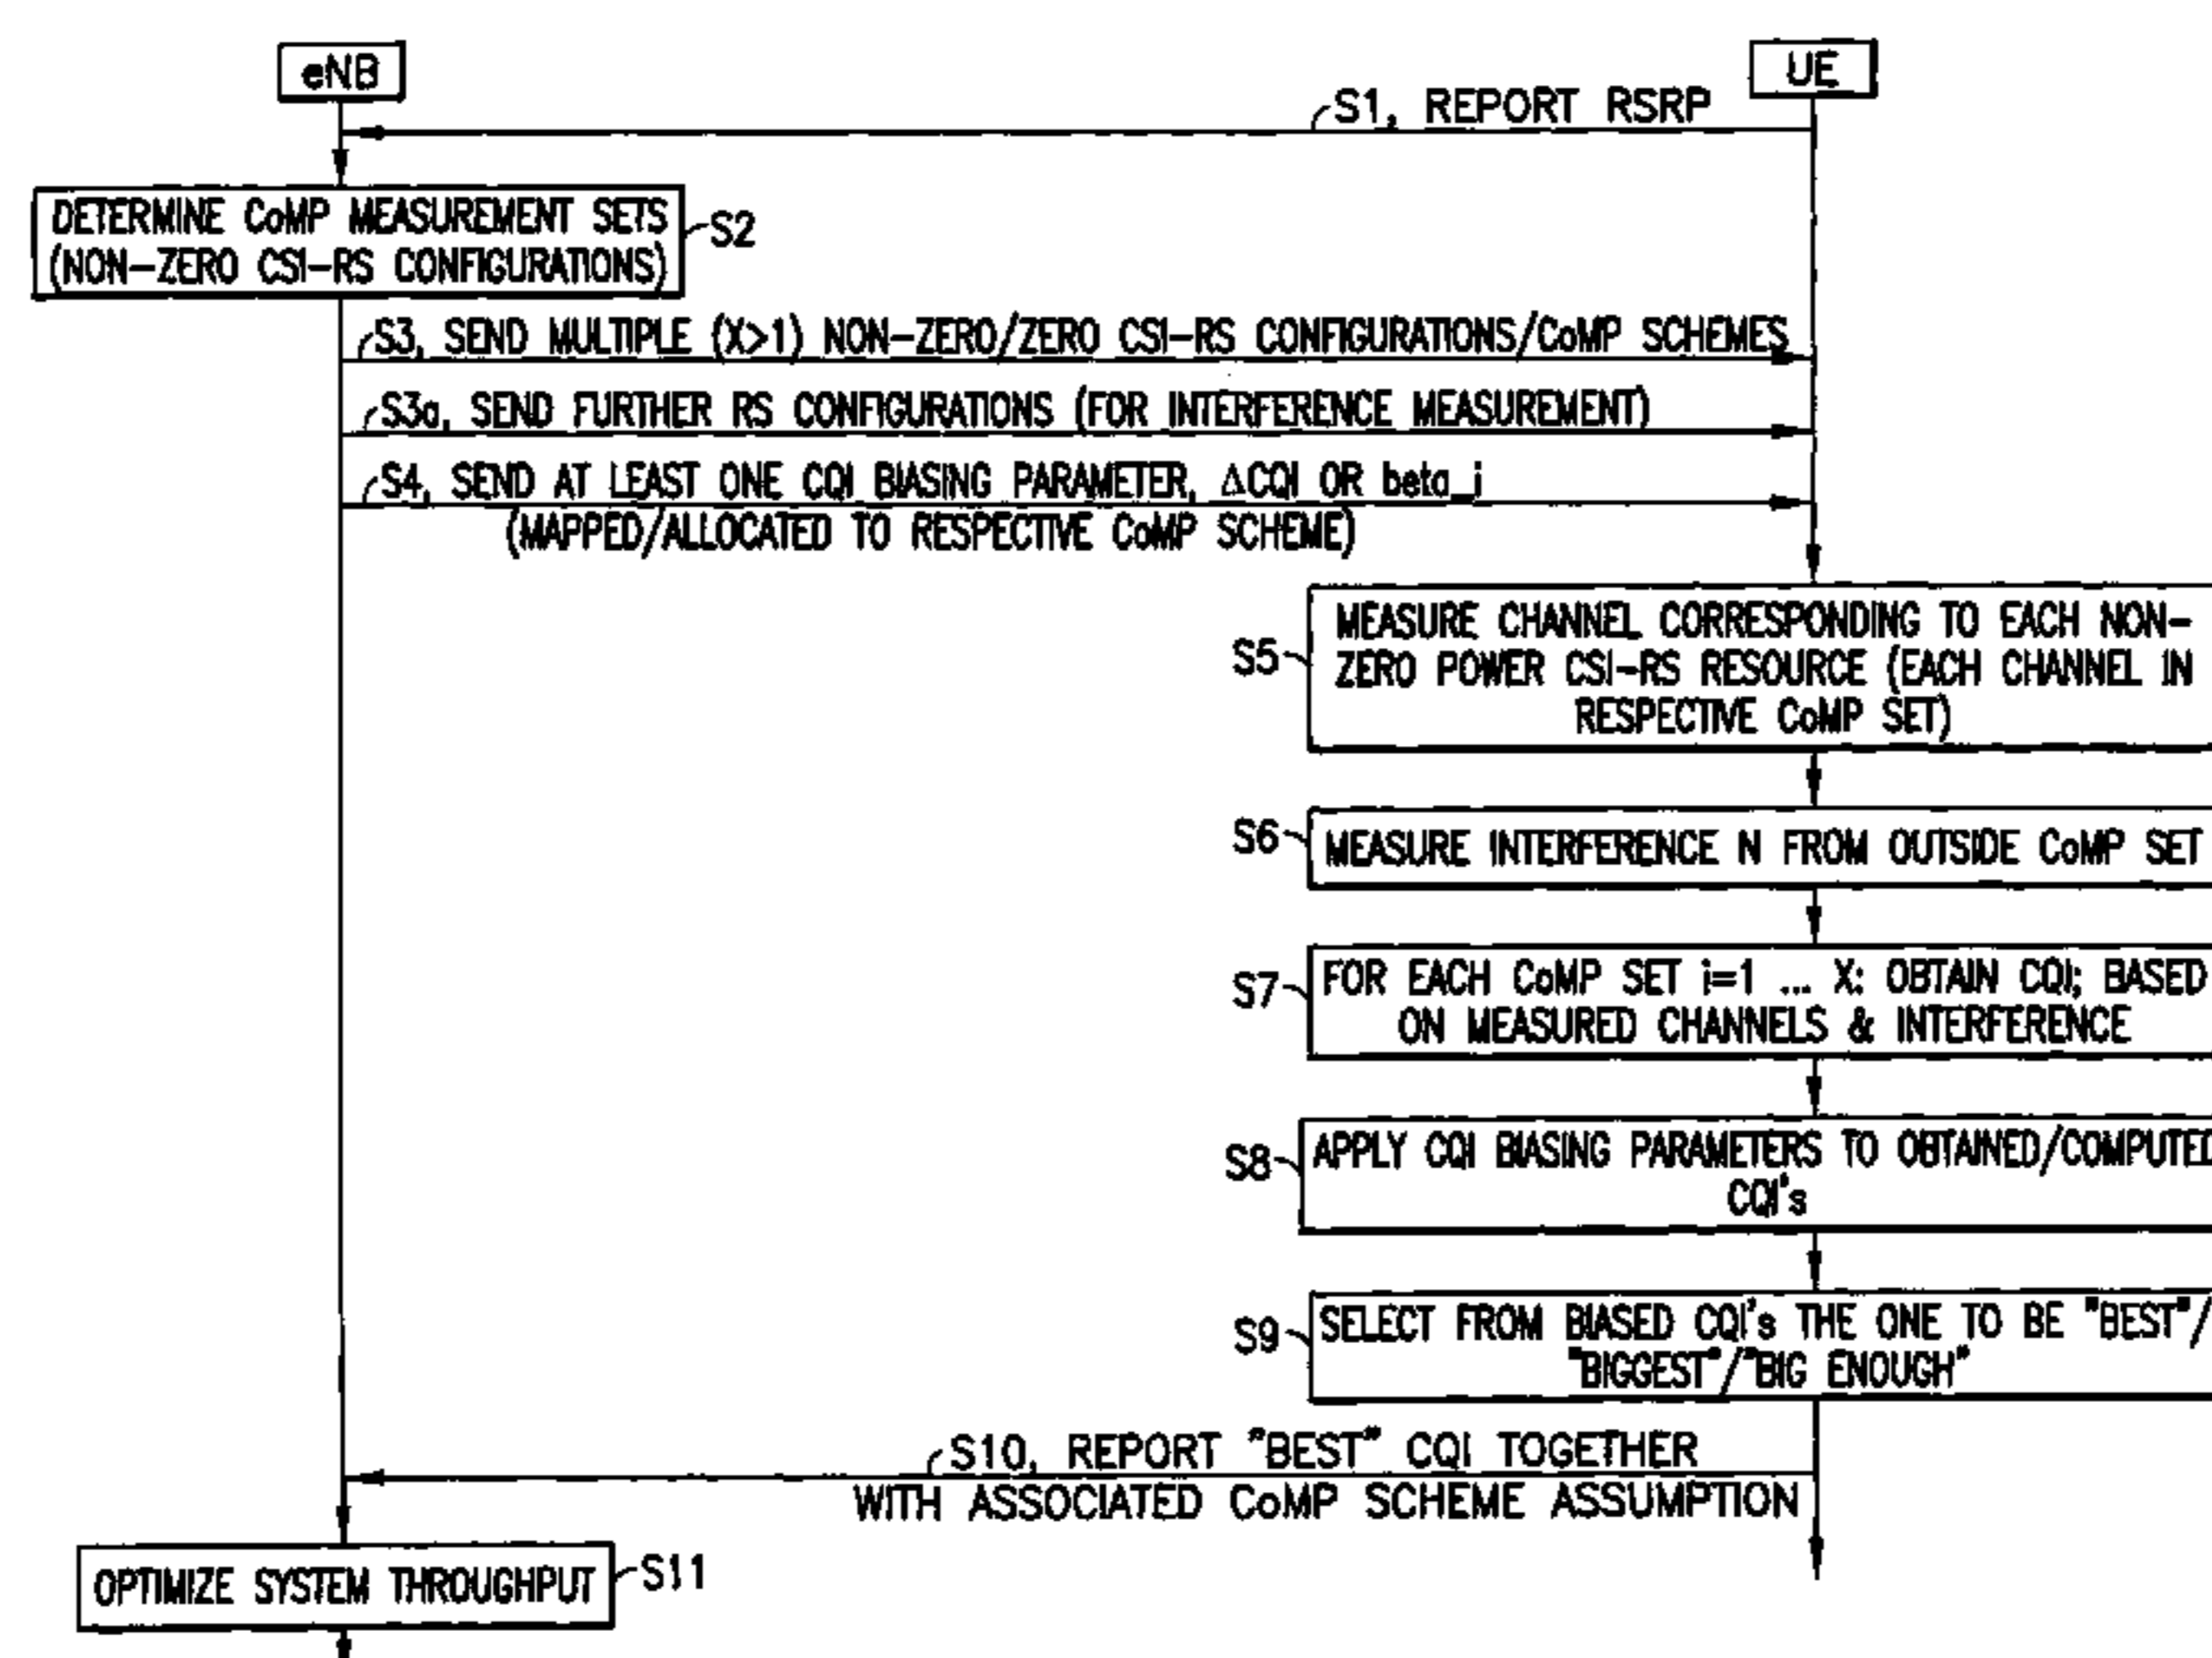 eNB
UE
S1, REPORT RSRP
DETERMINE CoMP MEASUREMENT SETS
(NON-ZERO CSI-RS CONFIGURATIONS)
S2
S3, SEND MULTIPLE (X>1) NON-ZERO/ZERO CSI-RS CONFIGURATIONS/CoMP SCHEMES
S3a, SEND FURTHER RS CONFIGURATIONS (FOR INTERFERENCE MEASUREMENT)
S4, SEND AT LEAST ONE CQI BIASING PARAMETER, ΔCQI OR beta_i
(MAPPED/ALLOCATED TO RESPECTIVE CoMP SCHEME)
S5
MEASURE CHANNEL CORRESPONDING TO EACH NON-
ZERO POWER CSI-RS RESOURCE (EACH CHANNEL IN
RESPECTIVE CoMP SET)
S6
MEASURE INTERFERENCE N FROM OUTSIDE CoMP SET
S7
FOR EACH CoMP SET i=1 ... X: OBTAIN CQI; BASED
ON MEASURED CHANNELS & INTERFERENCE
S8
APPLY CQI BIASING PARAMETERS TO OBTAINED/COMPUTED
CQI's
S9
SELECT FROM BIASED CQI's THE ONE TO BE "BEST"/
"BIGGEST"/"BIG ENOUGH"
S10, REPORT "BEST" CQI TOGETHER
WITH ASSOCIATED CoMP SCHEME ASSUMPTION
OPTIMIZE SYSTEM THROUGHPUT
S11